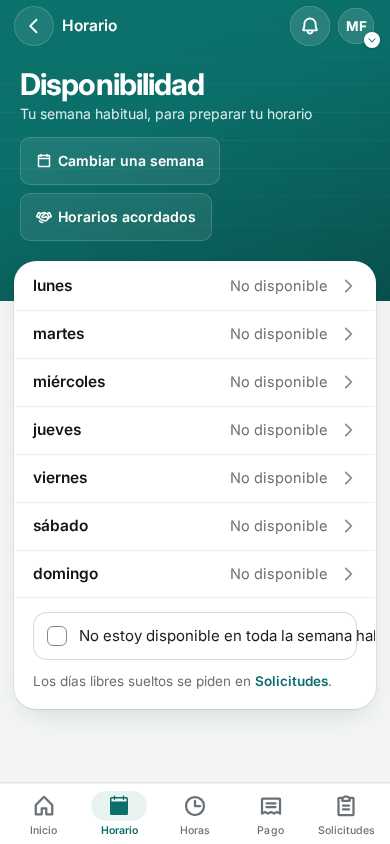 Horario
MF
Disponibilidad
Tu semana habitual, para preparar tu horario
Cambiar una semana
Horarios acordados
lunes No disponible
martes No disponible
miércoles No disponible
jueves No disponible
viernes No disponible
sábado No disponible
domingo No disponible
No estoy disponible en toda la semana hal
Los días libres sueltos se piden en Solicitudes.
Inicio Horario Horas Pago Solicitudes